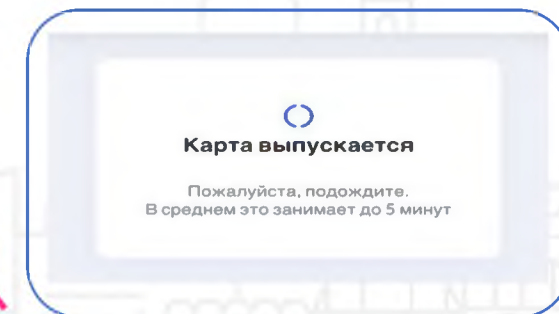 Карта выпускается
Пожалуйста, подождите.
В среднем это занимает до 5 минут